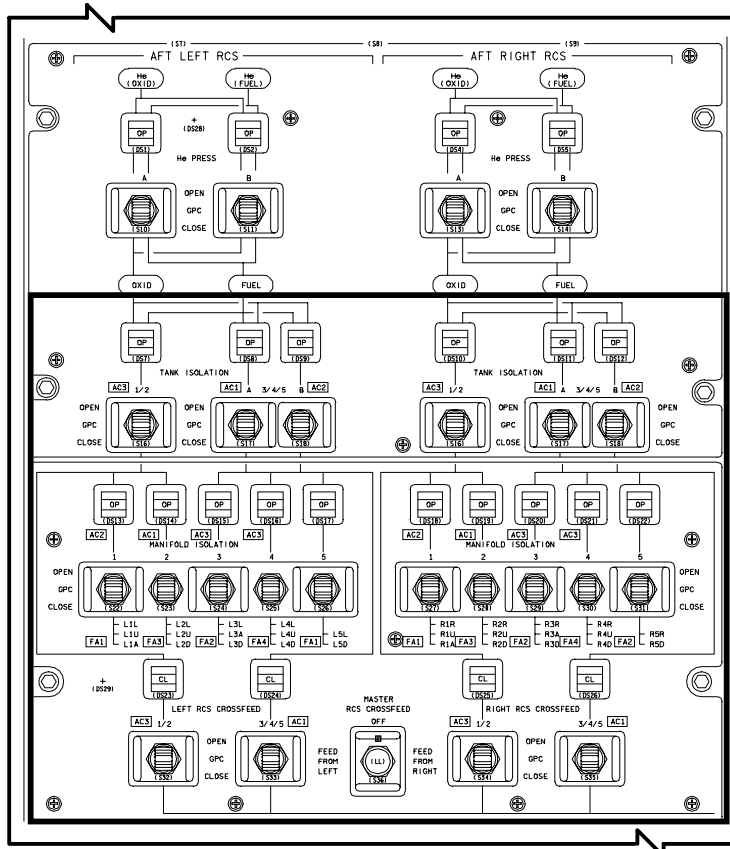 (S7) (S8) (S9)
AFT LEFT RCS AFT RIGHT RCS
He (OXID) He (FUEL) He (OXID) He (FUEL)
+ (DS28)
OP OP OP OP
(DS1) (DS2) (DS4) (DS5)
He PRESS He PRESS
A B A B
OPEN OPEN
GPC GPC
CLOSE CLOSE
(S10) (S11) (S13) (S14)
OXID FUEL OXID FUEL
OP OP OP OP OP OP
(DS7) (DS8) (DS9) (DS10) (DS11) (DS12)
TANK ISOLATION TANK ISOLATION
AC3 1/2 AC1 A 3/4/5 B AC2 AC3 1/2 AC1 A 3/4/5 B AC2
OPEN OPEN OPEN
GPC GPC GPC
CLOSE CLOSE CLOSE
(S16) (S17) (S18) (S16) (S17) (S18)
OP OP OP OP OP OP OP OP OP OP
(DS13) (DS14) (DS15) (DS16) (DS17) (DS18) (DS19) (DS20) (DS21) (DS22)
AC2 AC1 AC3 AC3 AC2 AC1 AC3 AC3
MANIFOLD ISOLATION MANIFOLD ISOLATION
1 2 3 4 5 1 2 3 4 5
OPEN OPEN
GPC GPC
CLOSE CLOSE
(S22) (S23) (S24) (S25) (S26) (S27) (S28) (S29) (S30) (S31)
L1L L2L L3L L4L R1R R2R R3R R4R
FA1 L1U FA3 L2U FA2 L3A FA4 L4U FA1 L5L FA1 R1U FA3 R2U FA2 R3A FA4 R4U FA2 R5R
L1A L2D L3D L4D L5D R1A R2D R3D R4D R5D
CL CL CL CL
(DS23) (DS24) (DS25) (DS26)
+ (DS29)
LEFT RCS CROSSFEED MASTER RCS CROSSFEED RIGHT RCS CROSSFEED
AC3 1/2 3/4/5 AC1 OFF AC3 1/2 3/4/5 AC1
OPEN OPEN
GPC FEED FROM LEFT (LL) FEED FROM RIGHT GPC
CLOSE CLOSE
(S32) (S33) (S36) (S34) (S35)